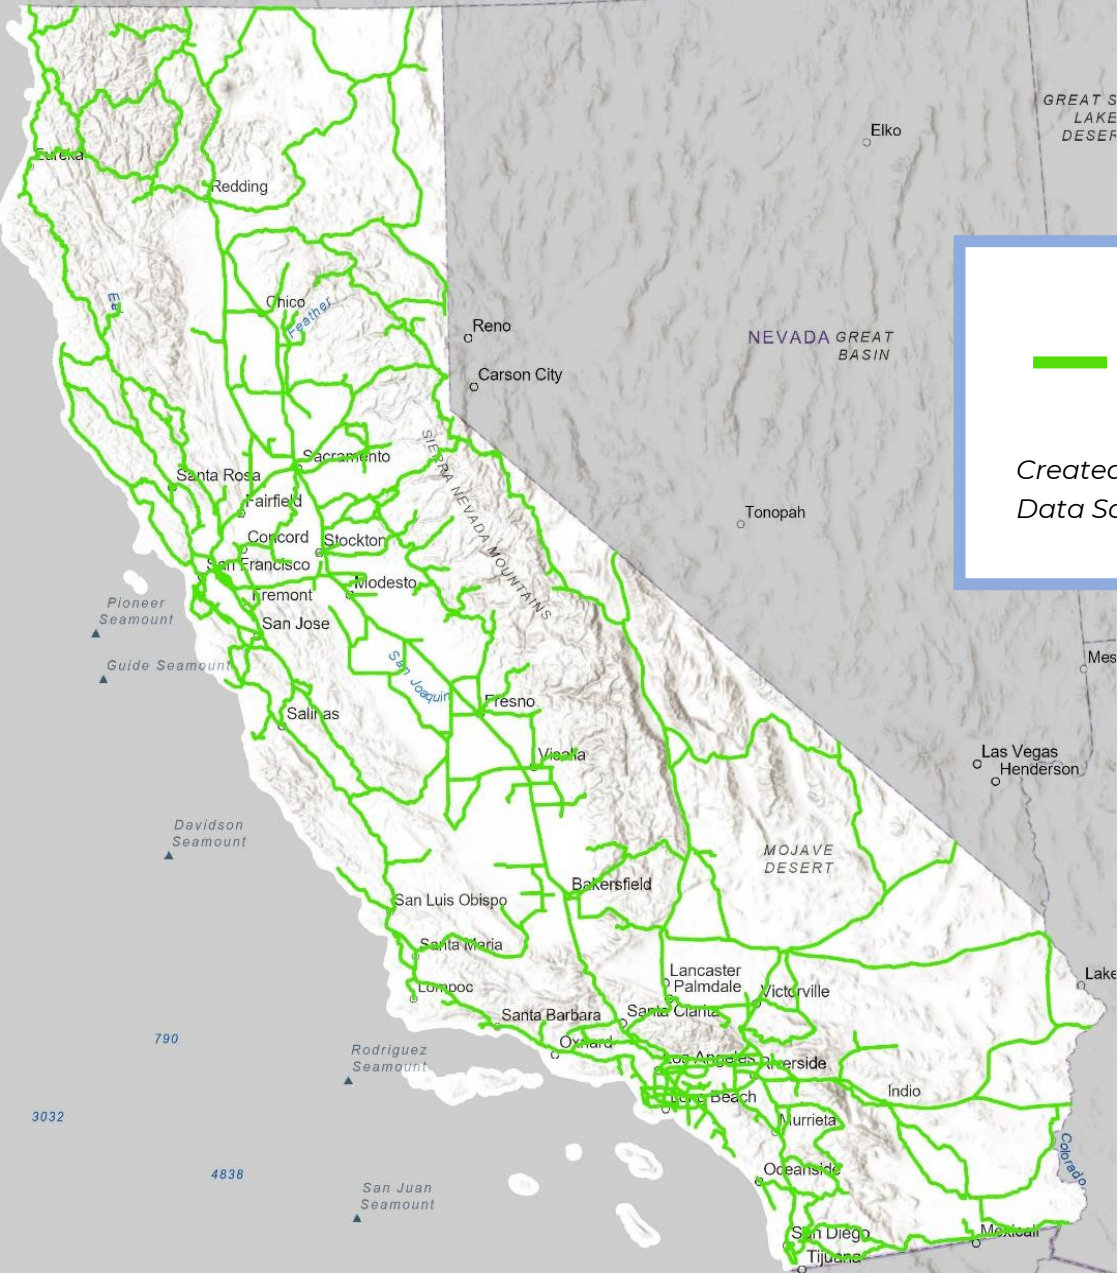 GREAT S
LAKE
DESER
Elko
Eureka
Redding
Eel
Chico
Feather
Reno
NEVADA
GREAT
BASIN
Carson City
SIERRA NEVADA MOUNTAINS
Sacramento
Santa Rosa
Fairfield
Created
Data So
Tonopah
Concord
Stockton
San Francisco
Modesto
Fremont
Pioneer
Seamount
San Jose
Guide Seamount
San Joaquin
Mes
Salinas
Fresno
Visalia
Las Vegas
Henderson
Davidson
Seamount
MOJAVE
DESERT
Bakersfield
San Luis Obispo
Santa Maria
Lancaster
Palmdale
Lake
Lompoc
Victorville
Santa Barbara
Santa Clarita
790
Oxnard
Rodriguez
Seamount
Los Angeles
Riverside
Indio
Long Beach
3032
Murrieta
Colorado
4838
Oceanside
San Juan
Seamount
San Diego
Mexicali
Tijuana